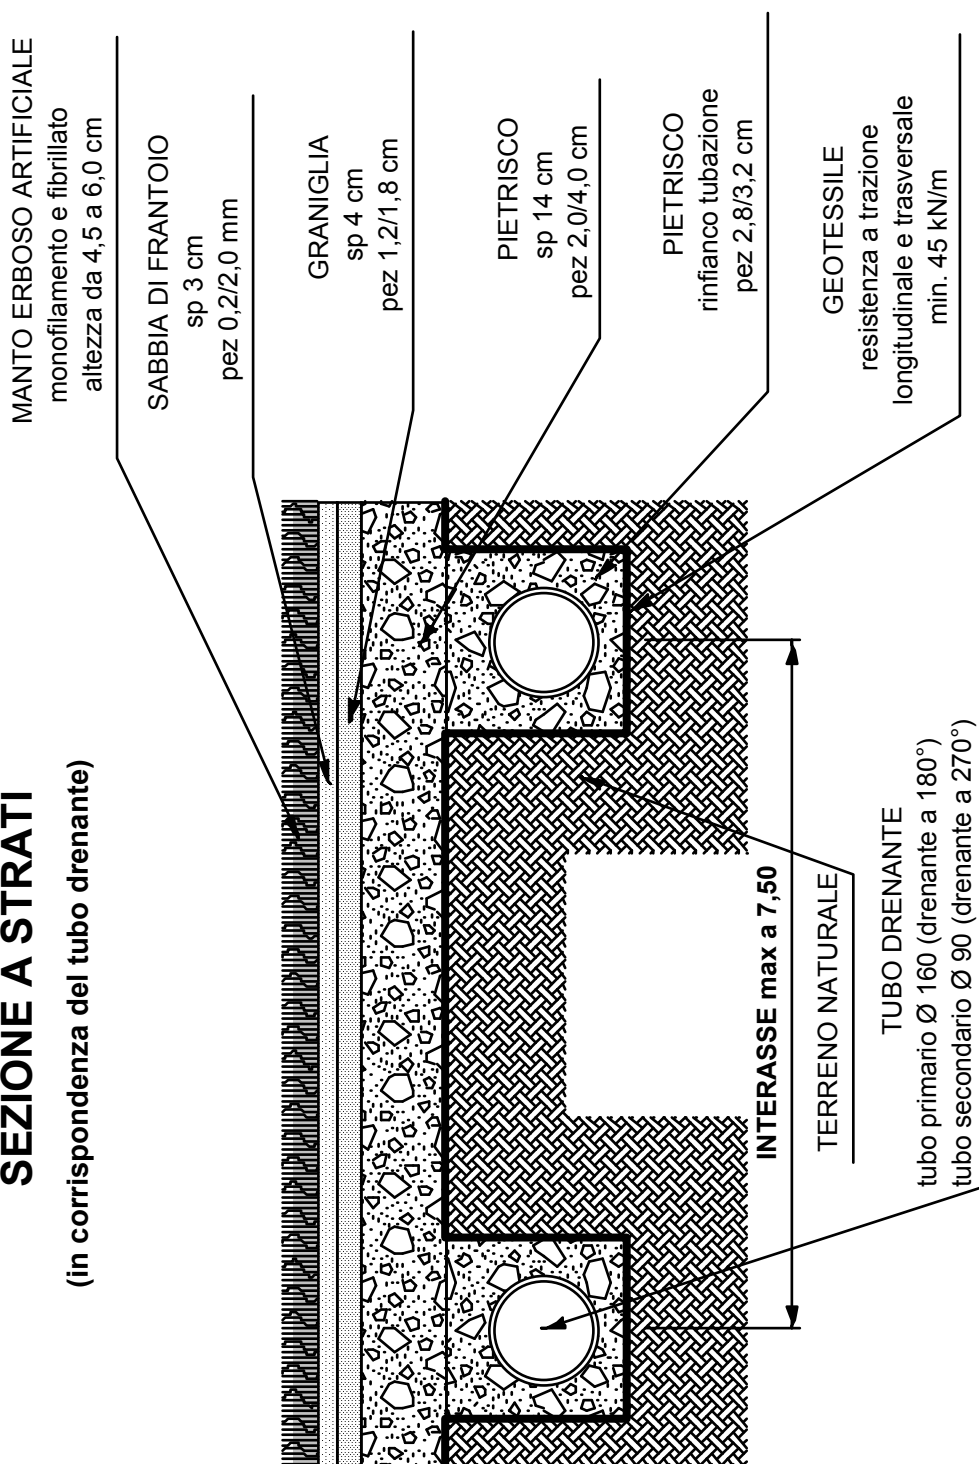 SEZIONE A STRATI
(in corrispondenza del tubo drenante)
MANTO ERBOSO ARTIFICIALE
monofilamento e fibrillato
altezza da 4,5 a 6,0 cm
SABBIA DI FRANTOIO
sp 3 cm
pez 0,2/2,0 mm
GRANIGLIA
sp 4 cm
pez 1,2/1,8 cm
PIETRISCO
sp 14 cm
pez 2,0/4,0 cm
PIETRISCO
rinfianco tubazione
pez 2,8/3,2 cm
GEOTESSILE
resistenza a trazione
longitudinale e trasversale
min. 45 kN/m
INTERASSE max a 7,50
TERRENO NATURALE
TUBO DRENANTE
tubo primario Ø 160 (drenante a 180°)
tubo secondario Ø 90 (drenante a 270°)